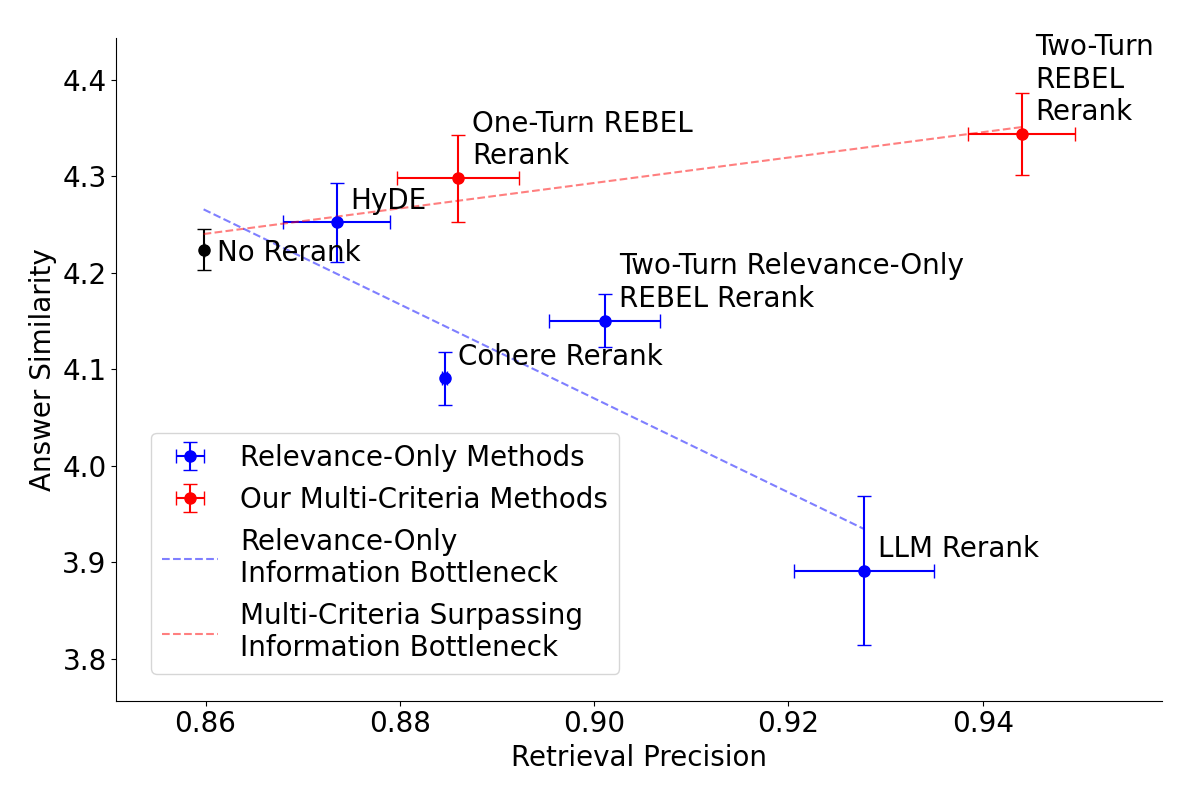 Two-Turn
REBEL
Rerank
One-Turn REBEL
Rerank
HyDE
No Rerank
Two-Turn Relevance-Only
REBEL Rerank
Cohere Rerank
LLM Rerank
Relevance-Only Methods
Our Multi-Criteria Methods
Relevance-Only
Information Bottleneck
Multi-Criteria Surpassing
Information Bottleneck
Answer Similarity
4.4
4.3
4.2
4.1
4.0
3.9
3.8
0.86 0.88 0.90 0.92 0.94
Retrieval Precision